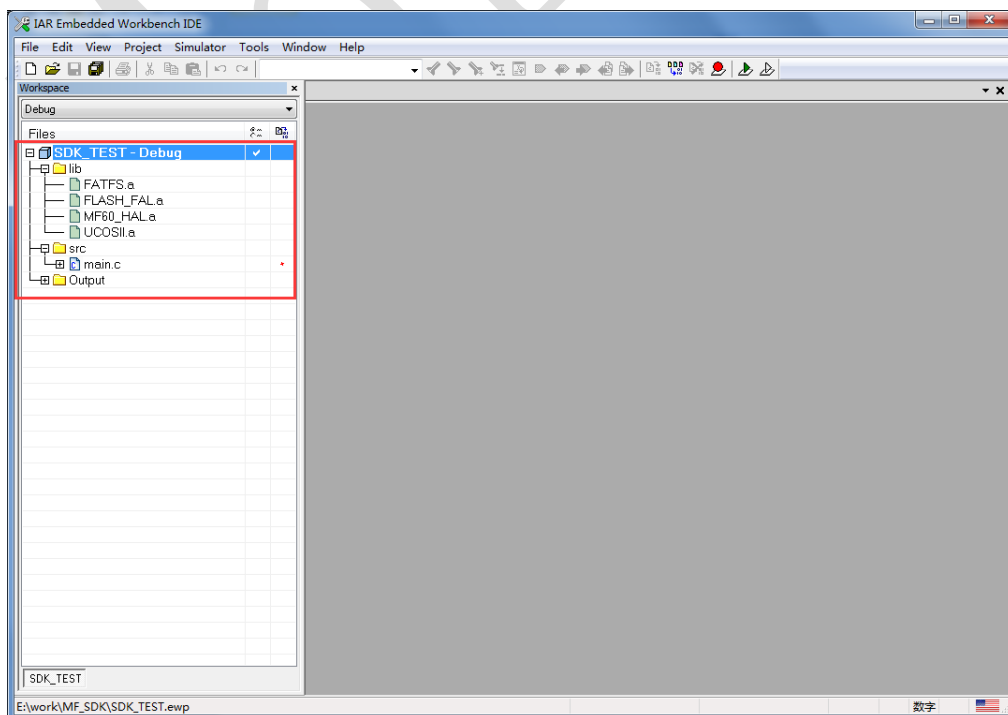 IAR Embedded Workbench IDE
File Edit View Project Simulator Tools Window Help
Workspace
Debug
Files
SDK_TEST - Debug
lib
FATFS.a
FLASH_FAL.a
MF60_HAL.a
UCOSII.a
src
main.c
Output
SDK_TEST
E:\work\MF_SDK\SDK_TEST.ewp 数字